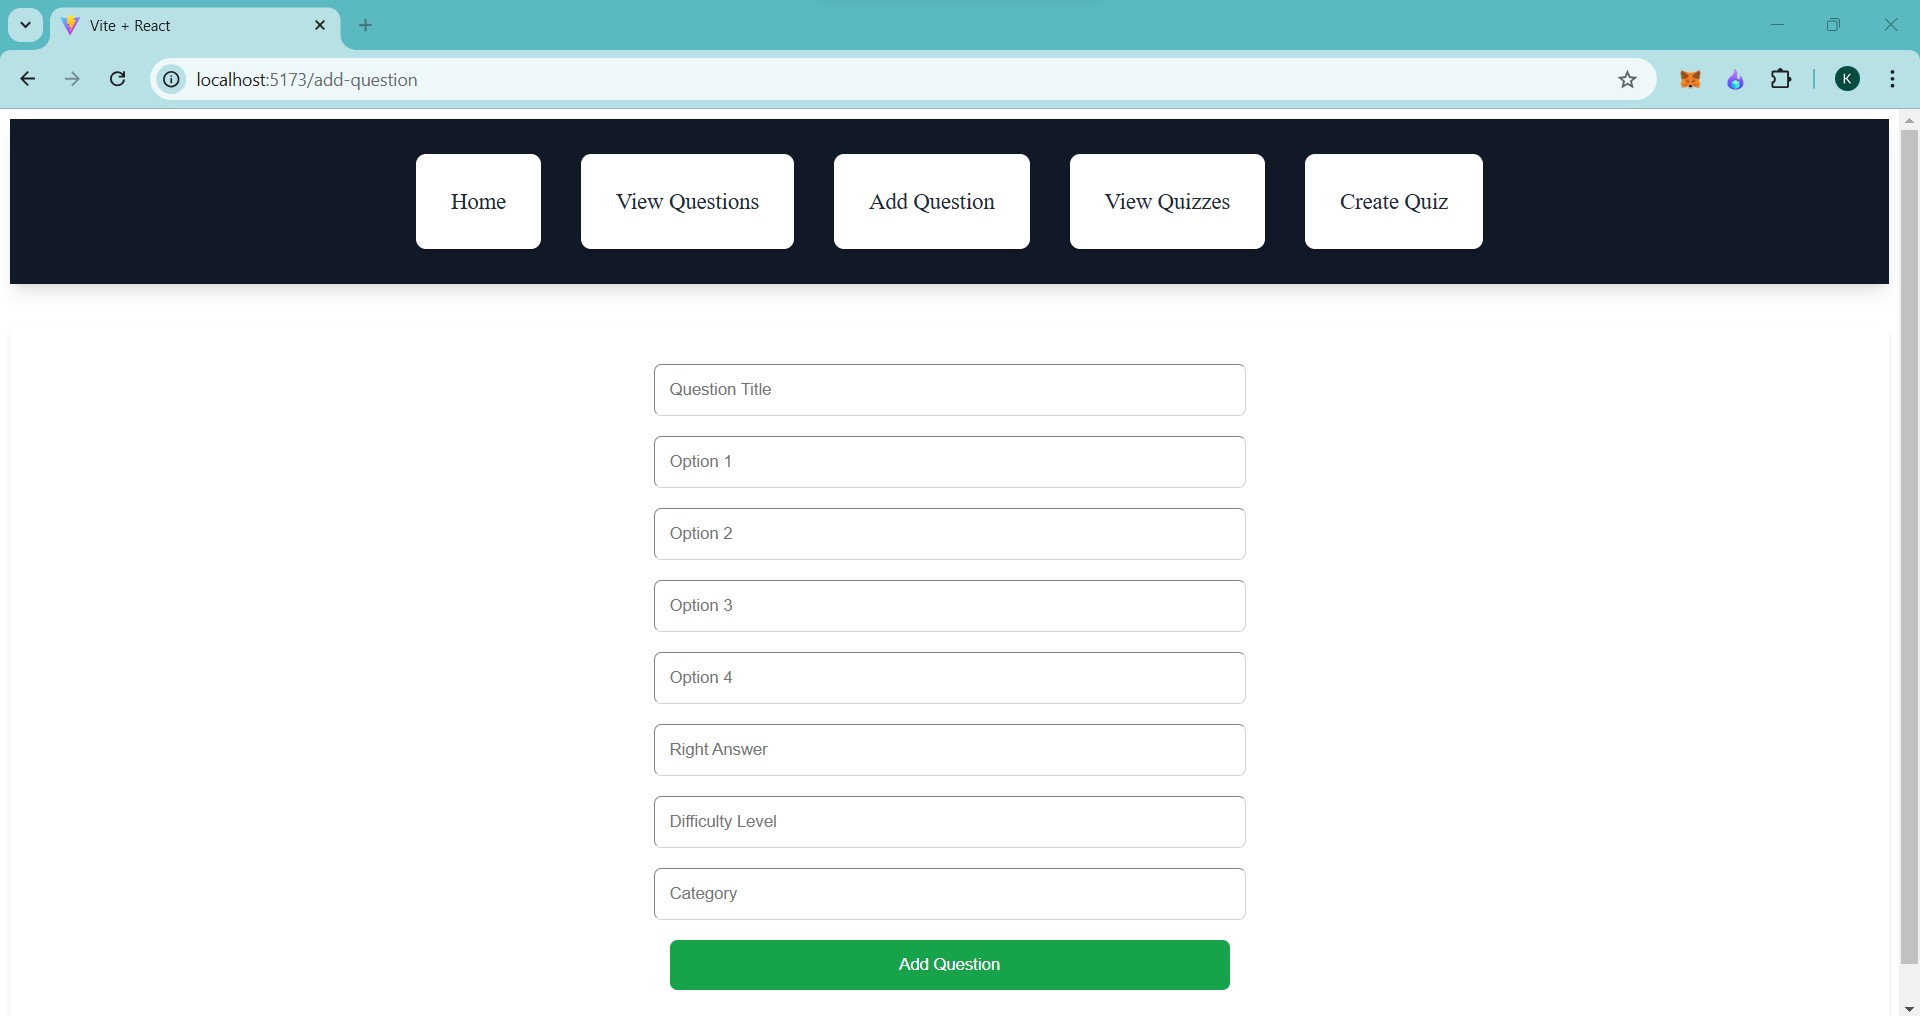 Vite + React
localhost:5173/add-question
K
Home
View Questions
Add Question
View Quizzes
Create Quiz
Question Title
Option 1
Option 2
Option 3
Option 4
Right Answer
Difficulty Level
Category
Add Question